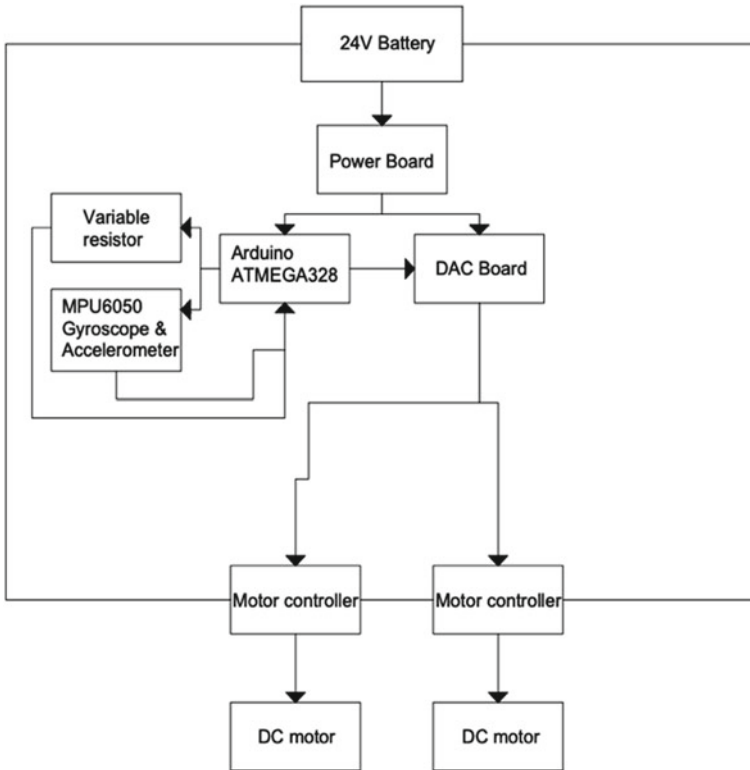 24V Battery
Power Board
Variable
resistor
Arduino
ATMEGA328
DAC Board
MPU6050
Gyroscope &
Accelerometer
Motor controller
Motor controller
DC motor
DC motor